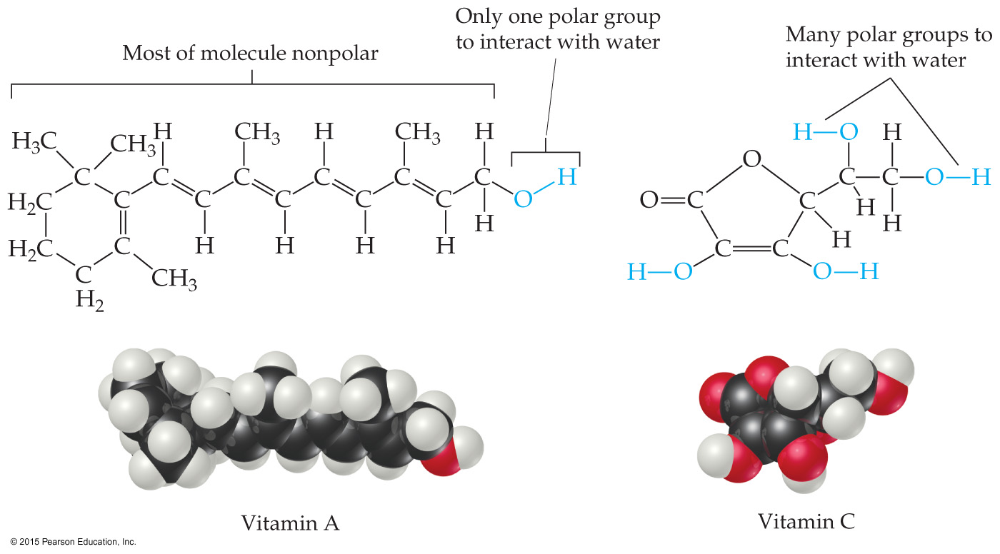 Most of molecule nonpolar
Only one polar group
to interact with water
Many polar groups to
interact with water
H₃C CH₃ H CH₃ H CH₃ H
C C C C C O H
H₂C C C C C C H
H₂C C H H H H
C CH₃
H₂
H—O H
O C C O—H
O=C C H H
C=C H
H—O O—H
Vitamin A
Vitamin C
© 2015 Pearson Education, Inc.